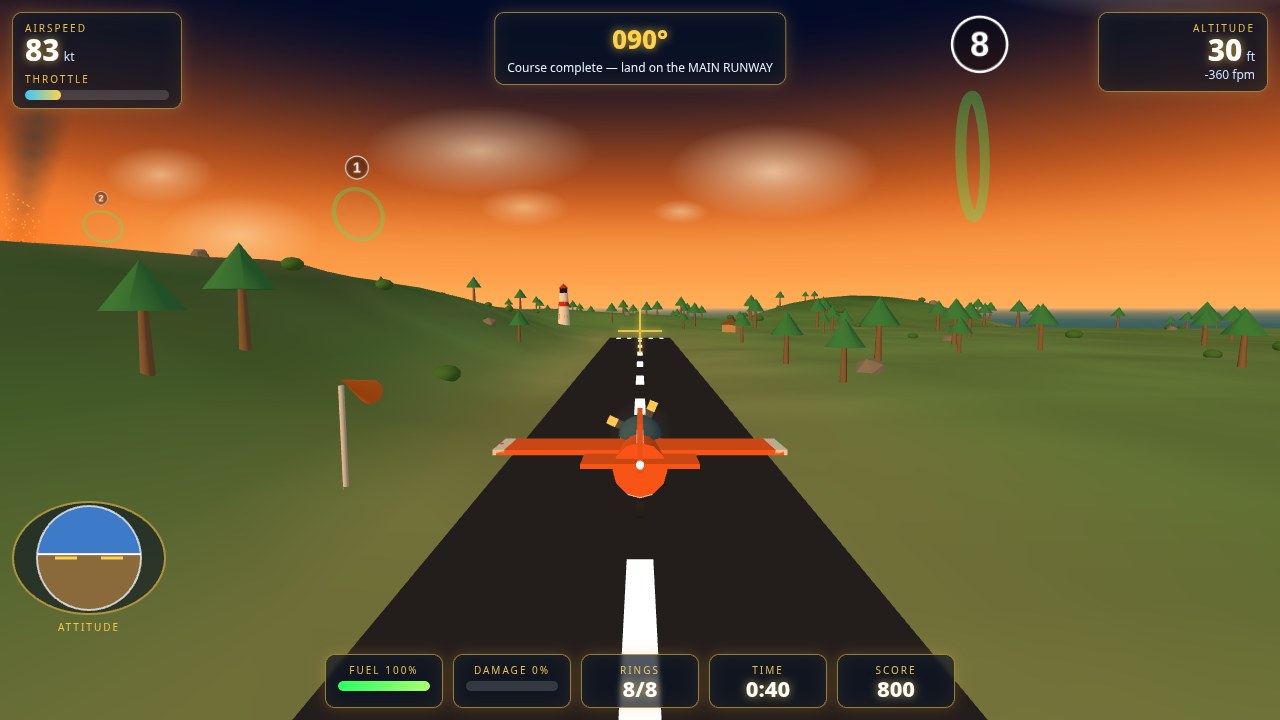 AIRSPEED
83 kt
THROTTLE
090°
Course complete — land on the MAIN RUNWAY
8
ALTITUDE
30 ft
-360 fpm
1
2
ATTITUDE
FUEL 100%
DAMAGE 0%
RINGS
8/8
TIME
0:40
SCORE
800